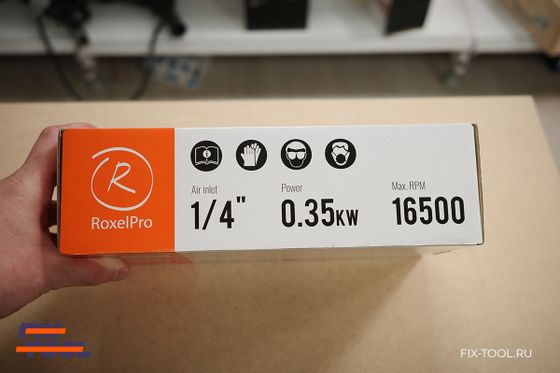 R
RoxelPro
Air inlet
1/4"
Power
0.35KW
Max. RPM
16500
FIX-TOOL.RU